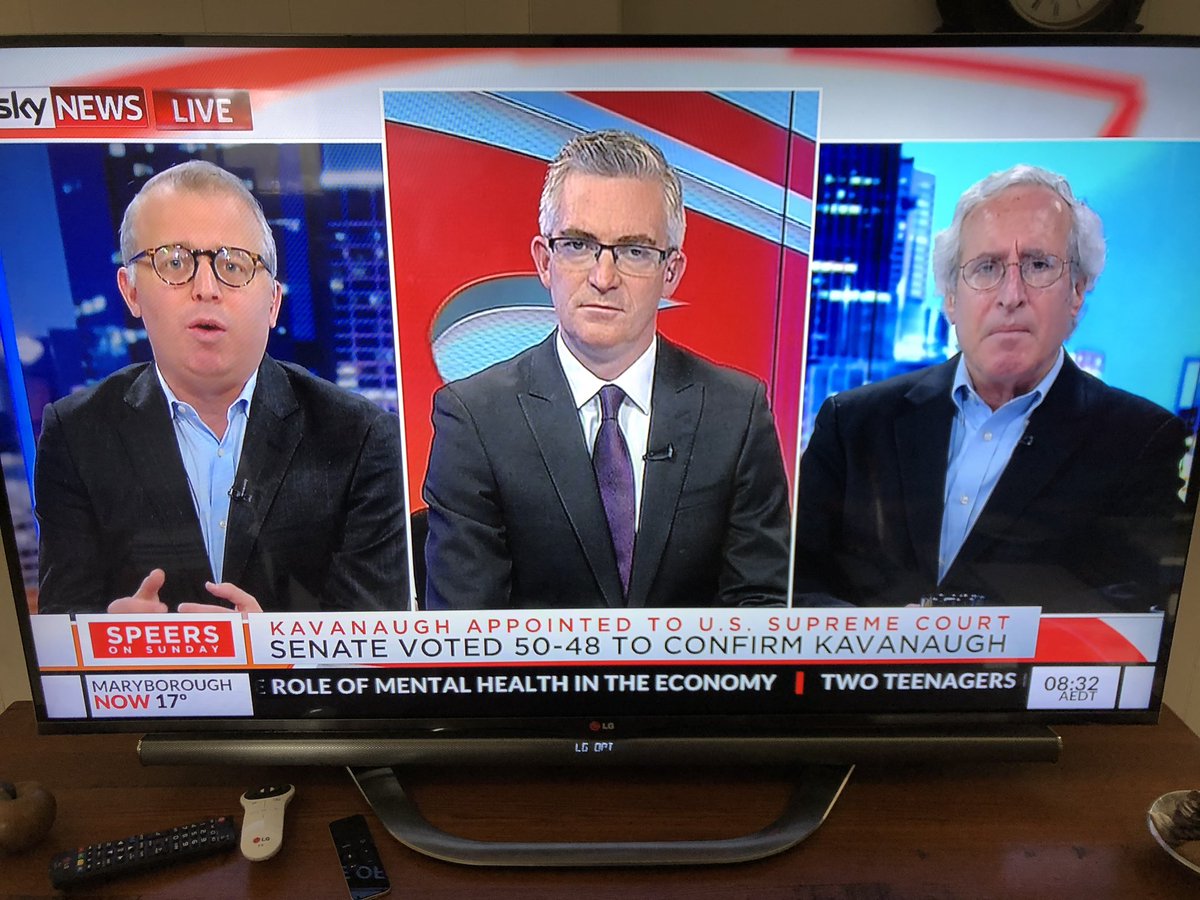 sky NEWS LIVE
SPEERS
ON SUNDAY
KAVANAUGH APPOINTED TO U.S. SUPREME COURT
SENATE VOTED 50-48 TO CONFIRM KAVANAUGH
MARYBOROUGH
NOW 17°
ROLE OF MENTAL HEALTH IN THE ECONOMY | TWO TEENAGERS
08:32
AEDT
LG
LG OPT
LG